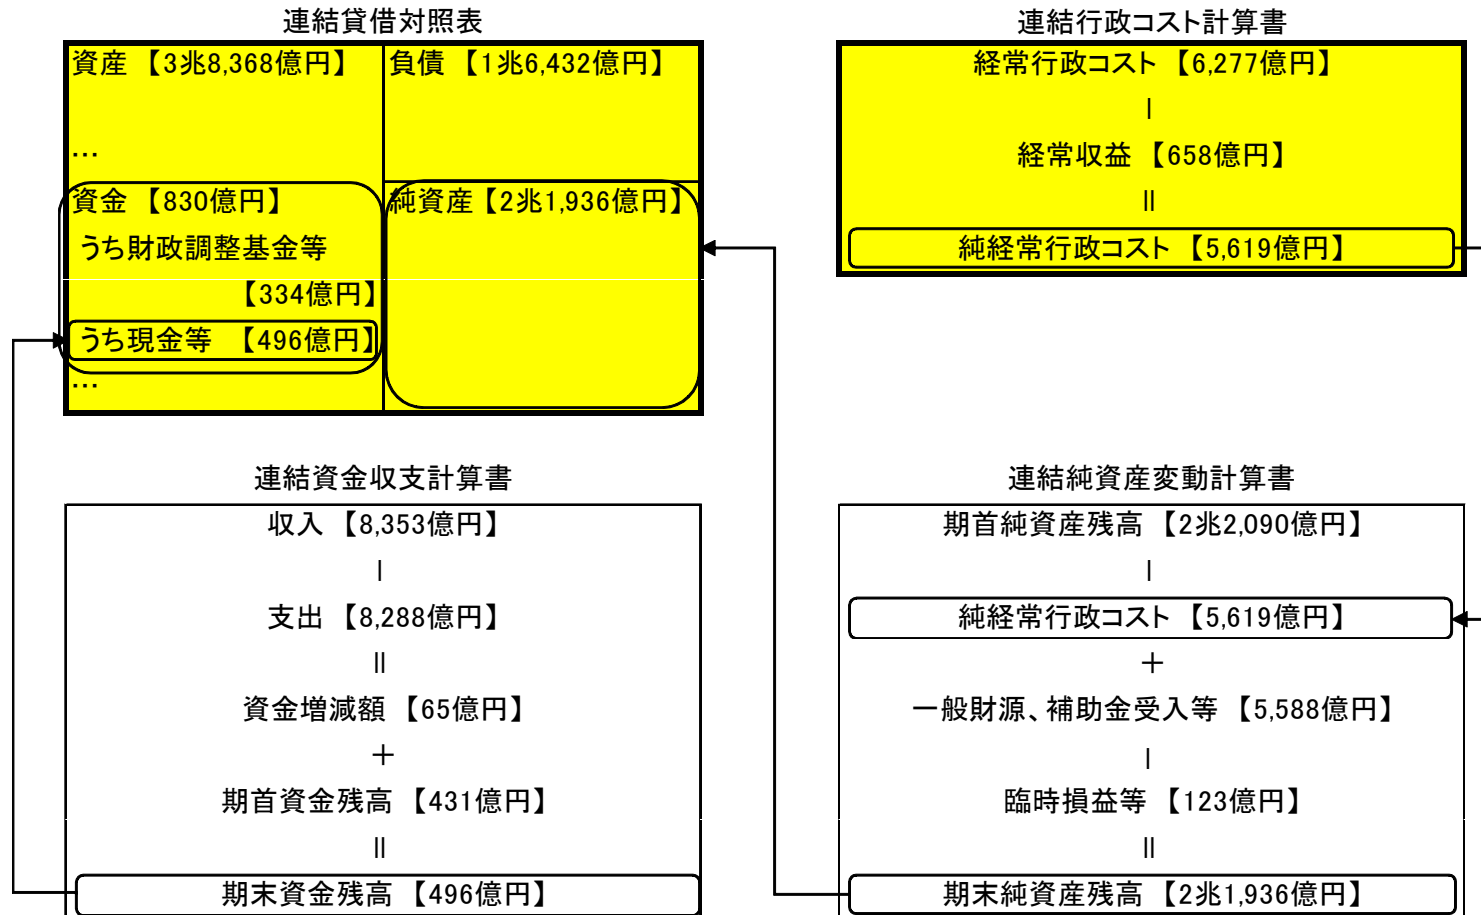 連結貸借対照表
資産 【3兆8,368億円】
負債 【1兆6,432億円】
…
資金 【830億円】
純資産 【2兆1,936億円】
うち財政調整基金等
【334億円】
うち現金等 【496億円】
…
連結行政コスト計算書
経常行政コスト 【6,277億円】
－
経常収益 【658億円】
＝
純経常行政コスト 【5,619億円】
連結資金収支計算書
収入 【8,353億円】
－
支出 【8,288億円】
＝
資金増減額 【65億円】
＋
期首資金残高 【431億円】
＝
期末資金残高 【496億円】
連結純資産変動計算書
期首純資産残高 【2兆2,090億円】
－
純経常行政コスト 【5,619億円】
＋
一般財源、補助金受入等 【5,588億円】
－
臨時損益等 【123億円】
＝
期末純資産残高 【2兆1,936億円】